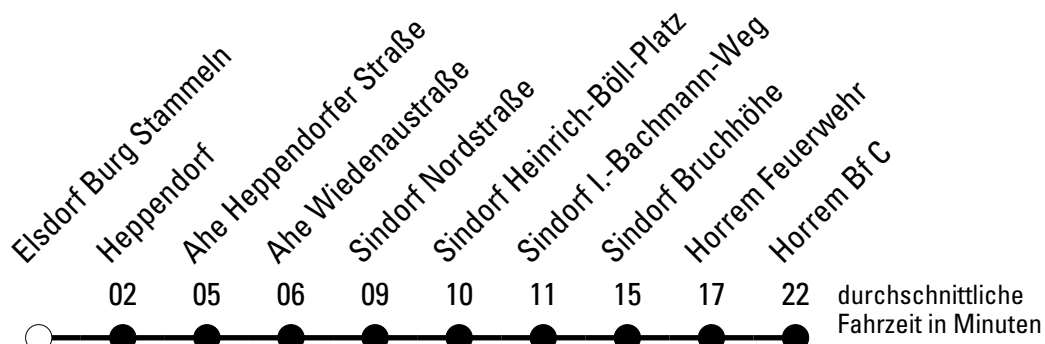 Elsdorf Burg Stammeln
Heppendorf
Ahe Heppendorfer Straße
Ahe Wiedenaustraße
Sindorf Nordstraße
Sindorf Heinrich-Böll-Platz
Sindorf I.-Bachmann-Weg
Sindorf Bruchhöhe
Horrem Feuerwehr
Horrem Bf C
02 05 06 09 10 11 15 17 22
durchschnittliche
Fahrzeit in Minuten